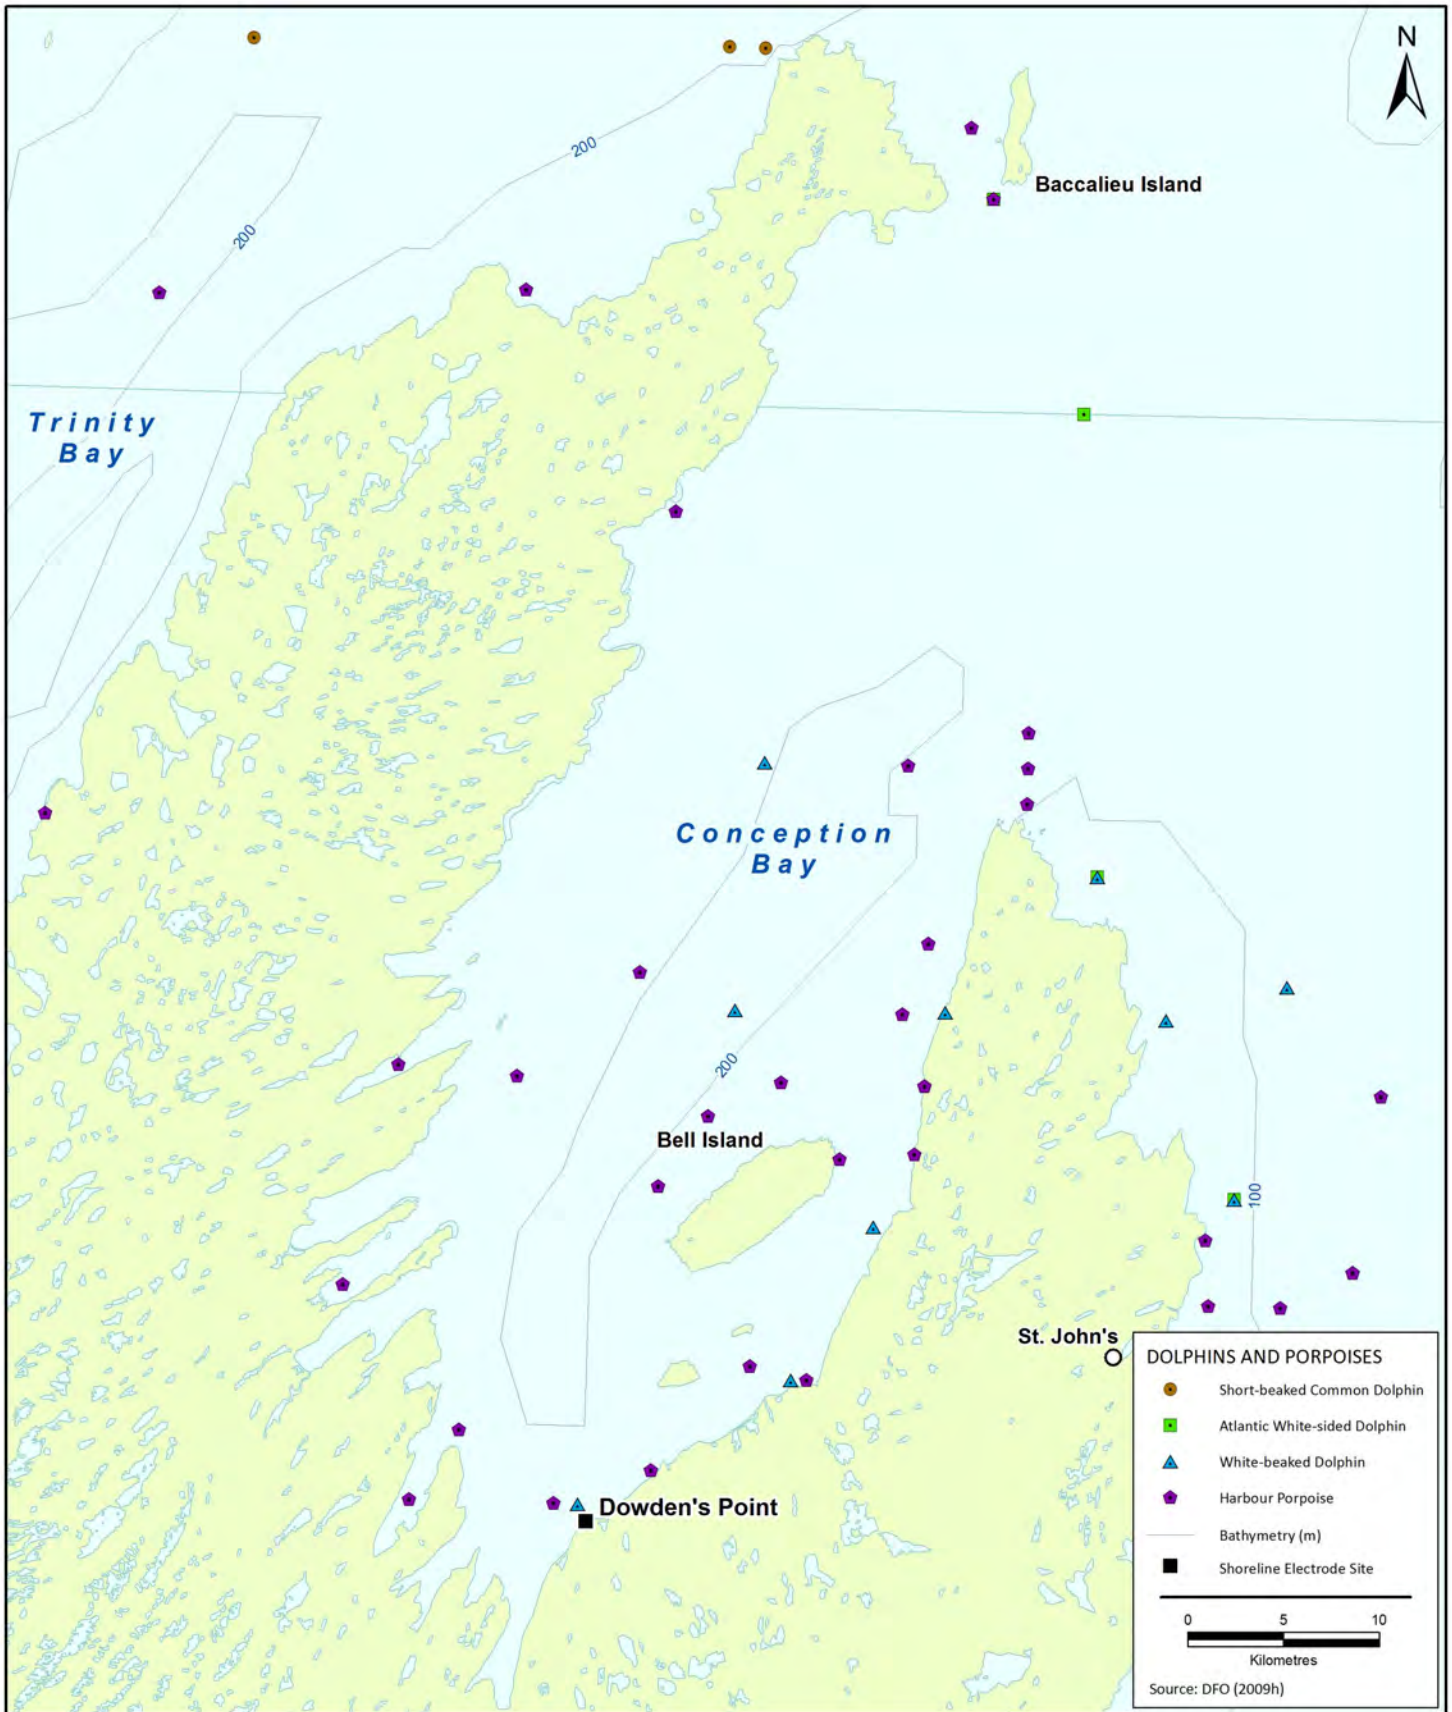 N
200
Baccalieu Island
200
Trinity
Bay
Conception
Bay
200
Bell Island
100
St. John's
Dowden's Point
DOLPHINS AND PORPOISES
Short-beaked Common Dolphin
Atlantic White-sided Dolphin
White-beaked Dolphin
Harbour Porpoise
Bathymetry (m)
Shoreline Electrode Site
0 5 10
Kilometres
Source: DFO (2009h)